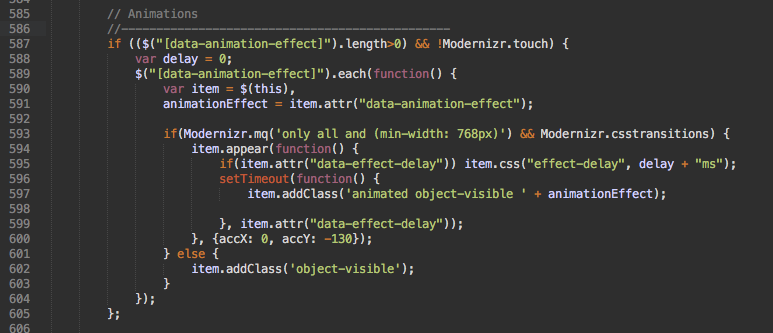 585 // Animations
586 //-----------------------------------------------
587 if (($("[data-animation-effect]").length>0) && !Modernizr.touch) {
588 var delay = 0;
589 $("[data-animation-effect]").each(function() {
590 var item = $(this),
591 animationEffect = item.attr("data-animation-effect");
592
593 if(Modernizr.mq('only all and (min-width: 768px)') && Modernizr.csstransitions) {
594 item.appear(function() {
595 if(item.attr("data-effect-delay")) item.css("effect-delay", delay + "ms");
596 setTimeout(function() {
597 item.addClass('animated object-visible ' + animationEffect);
598
599 }, item.attr("data-effect-delay"));
600 }, {accX: 0, accY: -130});
601 } else {
602 item.addClass('object-visible');
603 }
604 });
605 };
606